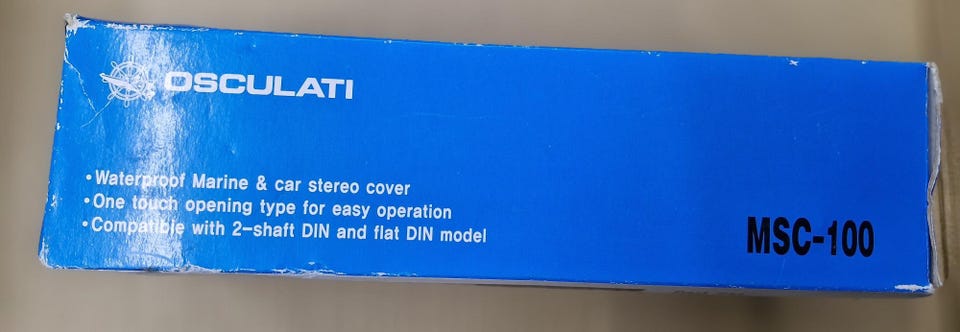 OSCULATI
•Waterproof Marine & car stereo cover
•One touch opening type for easy operation
•Compatible with 2-shaft DIN and flat DIN model
MSC-100